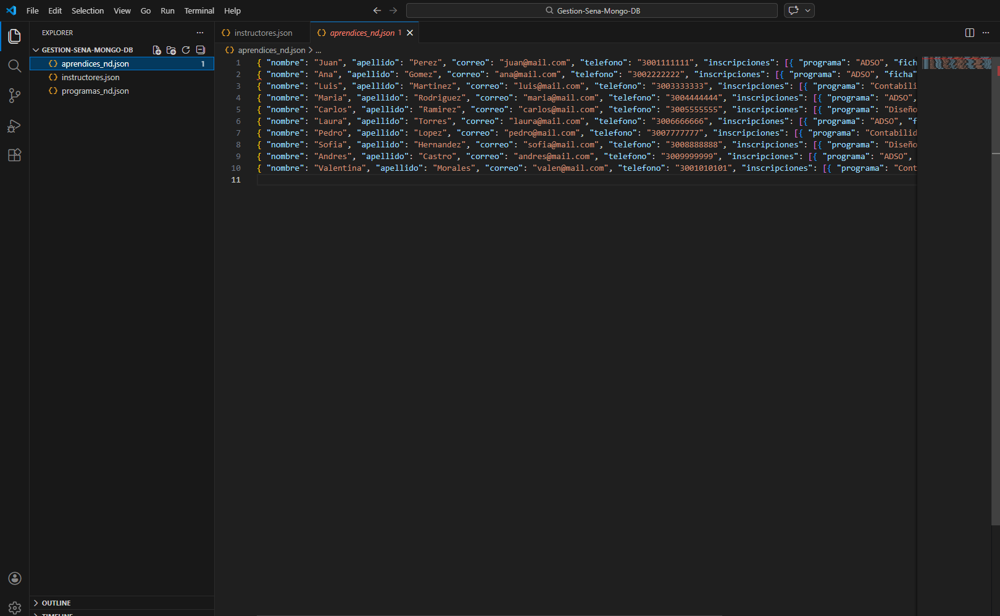 File Edit Selection View Go Run Terminal Help
Gestion-Sena-Mongo-DB
EXPLORER
GESTION-SENA-MONGO-DB
aprendices_nd.json 1
instructores.json
programas_nd.json
OUTLINE
TIMELINE
instructores.json
aprendices_nd.json 1
aprendices_nd.json > ...
1 { "nombre": "Juan", "apellido": "Perez", "correo": "juan@mail.com", "telefono": "3001111111", "inscripciones": [{ "programa": "ADSO", "fich
2 { "nombre": "Ana", "apellido": "Gomez", "correo": "ana@mail.com", "telefono": "3002222222", "inscripciones": [{ "programa": "ADSO", "ficha"
3 { "nombre": "Luis", "apellido": "Martinez", "correo": "luis@mail.com", "telefono": "3003333333", "inscripciones": [{ "programa": "Contabili
4 { "nombre": "Maria", "apellido": "Rodriguez", "correo": "maria@mail.com", "telefono": "3004444444", "inscripciones": [{ "programa": "ADSO",
5 { "nombre": "Carlos", "apellido": "Ramirez", "correo": "carlos@mail.com", "telefono": "3005555555", "inscripciones": [{ "programa": "Diseño
6 { "nombre": "Laura", "apellido": "Torres", "correo": "laura@mail.com", "telefono": "3006666666", "inscripciones": [{ "programa": "ADSO", "f
7 { "nombre": "Pedro", "apellido": "Lopez", "correo": "pedro@mail.com", "telefono": "3007777777", "inscripciones": [{ "programa": "Contabilid
8 { "nombre": "Sofia", "apellido": "Hernandez", "correo": "sofia@mail.com", "telefono": "3008888888", "inscripciones": [{ "programa": "Diseño
9 { "nombre": "Andres", "apellido": "Castro", "correo": "andres@mail.com", "telefono": "3009999999", "inscripciones": [{ "programa": "ADSO",
10 { "nombre": "Valentina", "apellido": "Morales", "correo": "valen@mail.com", "telefono": "3001010101", "inscripciones": [{ "programa": "Cont
11